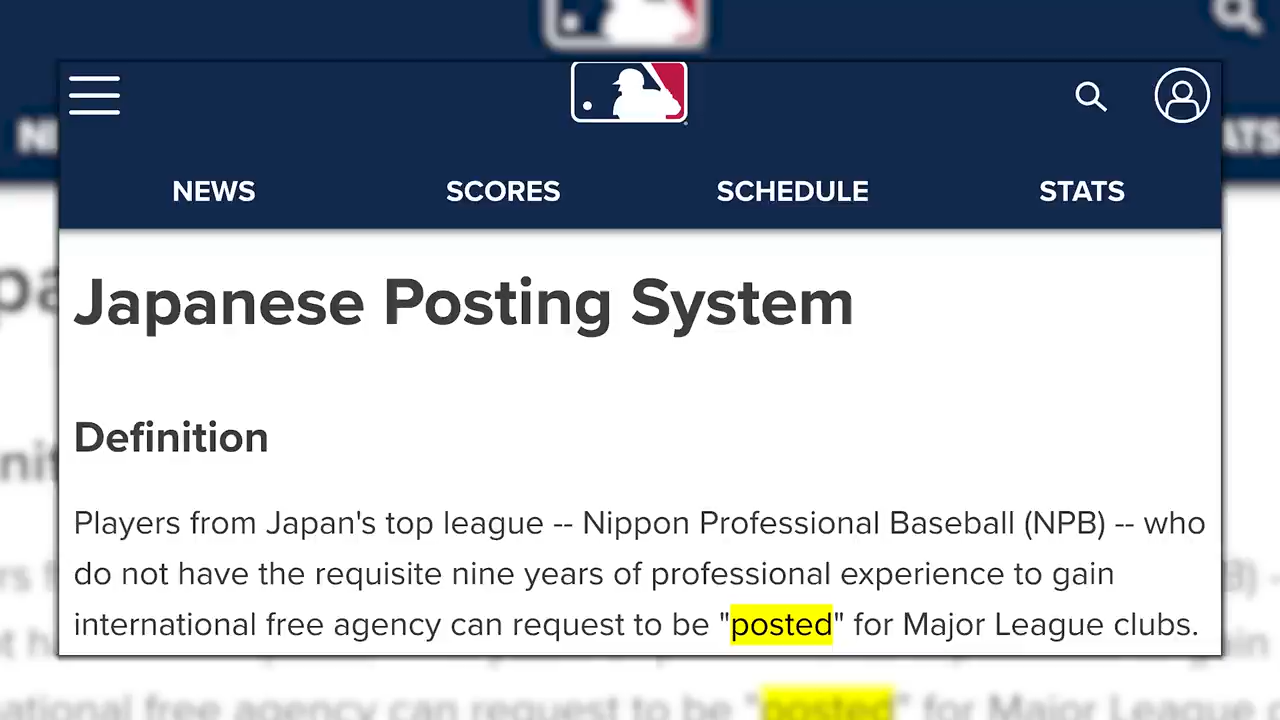 NEWS SCORES SCHEDULE STATS
Japanese Posting System
Definition
Players from Japan's top league -- Nippon Professional Baseball (NPB) -- who
do not have the requisite nine years of professional experience to gain
international free agency can request to be "posted" for Major League clubs.